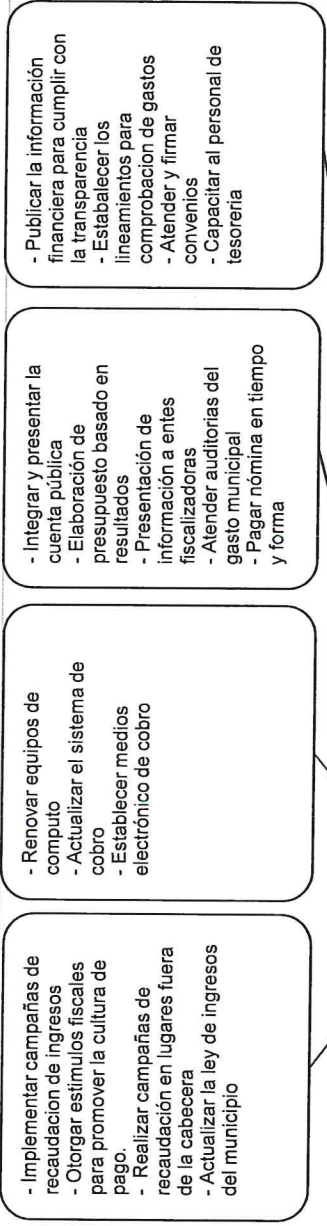 - Implementar campañas de
recaudacion de ingresos
- Otorgar estimulos fiscales
para promover la cultura de
pago.
- Realizar campañas de
recaudación en lugares fuera
de la cabecera
- Actualizar la ley de ingresos
del municipio
- Renovar equipos de
computo
- Actualizar el sistema de
cobro
- Establecer medios
electrónico de cobro
- Integrar y presentar la
cuenta pública
- Elaboración de
presupuesto basado en
resultados
- Presentación de
información a entes
fiscalizadoras
- Atender auditorias del
gasto municipal
- Pagar nómina en tiempo
y forma
- Publicar la información
financiera para cumplir con
la transparencia
- Estabalecer los
lineamientos para
comprobacion de gastos
- Atender y firmar
convenios
- Capacitar al personal de
tesorería